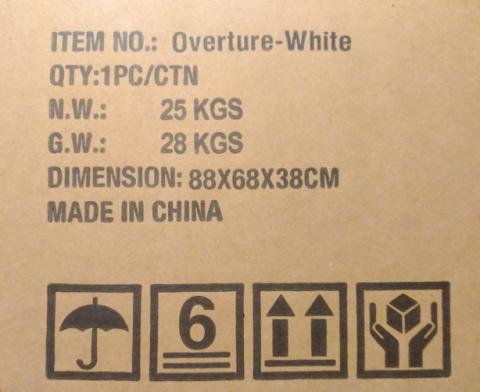 ITEM NO.: Overture-White
QTY:1PC/CTN
N.W.: 25 KGS
G.W.: 28 KGS
DIMENSION: 88X68X38CM
MADE IN CHINA
6